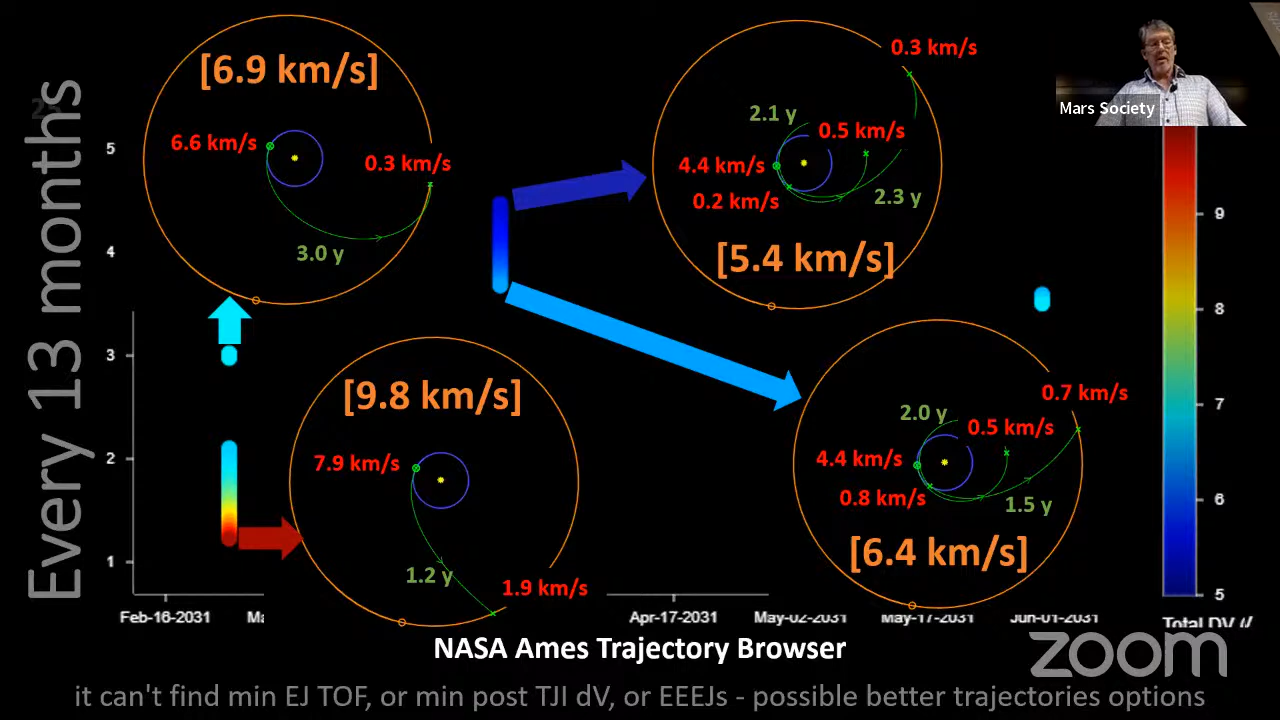 Every 13 months
[6.9 km/s]
6.6 km/s
0.3 km/s
3.0 y
0.3 km/s
2.1 y
0.5 km/s
4.4 km/s
0.2 km/s
2.3 y
[5.4 km/s]
Mars Society
[9.8 km/s]
7.9 km/s
1.2 y
1.9 km/s
0.7 km/s
2.0 y
0.5 km/s
4.4 km/s
0.8 km/s
1.5 y
[6.4 km/s]
5
4
3
2
1
9
8
7
6
5
Feb-16-2031
Apr-17-2031
May-02-2031
May-17-2031
Jun-01-2031
Total DV
NASA Ames Trajectory Browser
zoom
it can't find min EJ TOF, or min post TJI dV, or EEEJs - possible better trajectories options